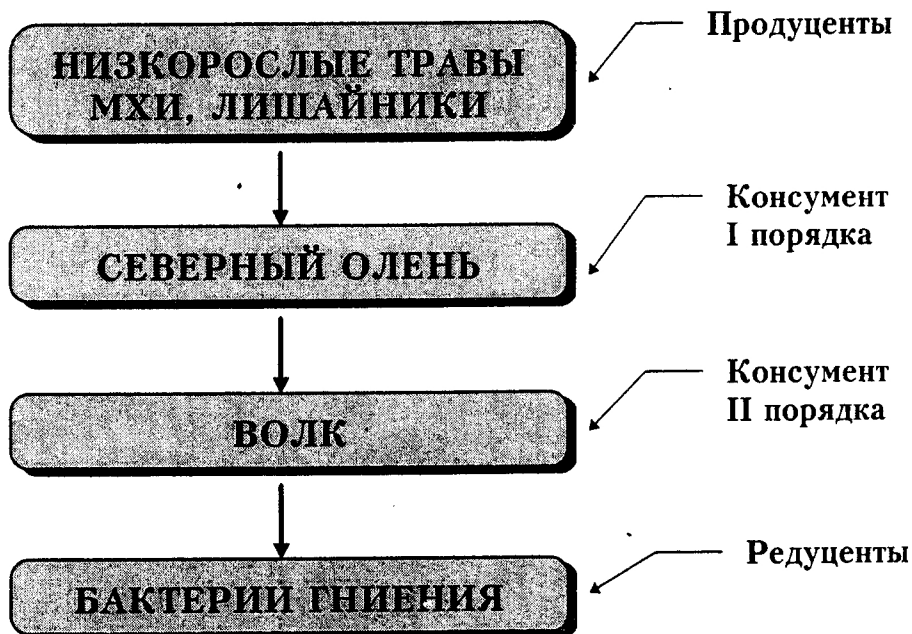 НИЗКОРОСЛЫЕ ТРАВЫ
МХИ, ЛИШАЙНИКИ
Продуценты
СЕВЕРНЫЙ ОЛЕНЬ
Консумент
I порядка
ВОЛК
Консумент
II порядка
БАКТЕРИИ ГНИЕНИЯ
Редуценты